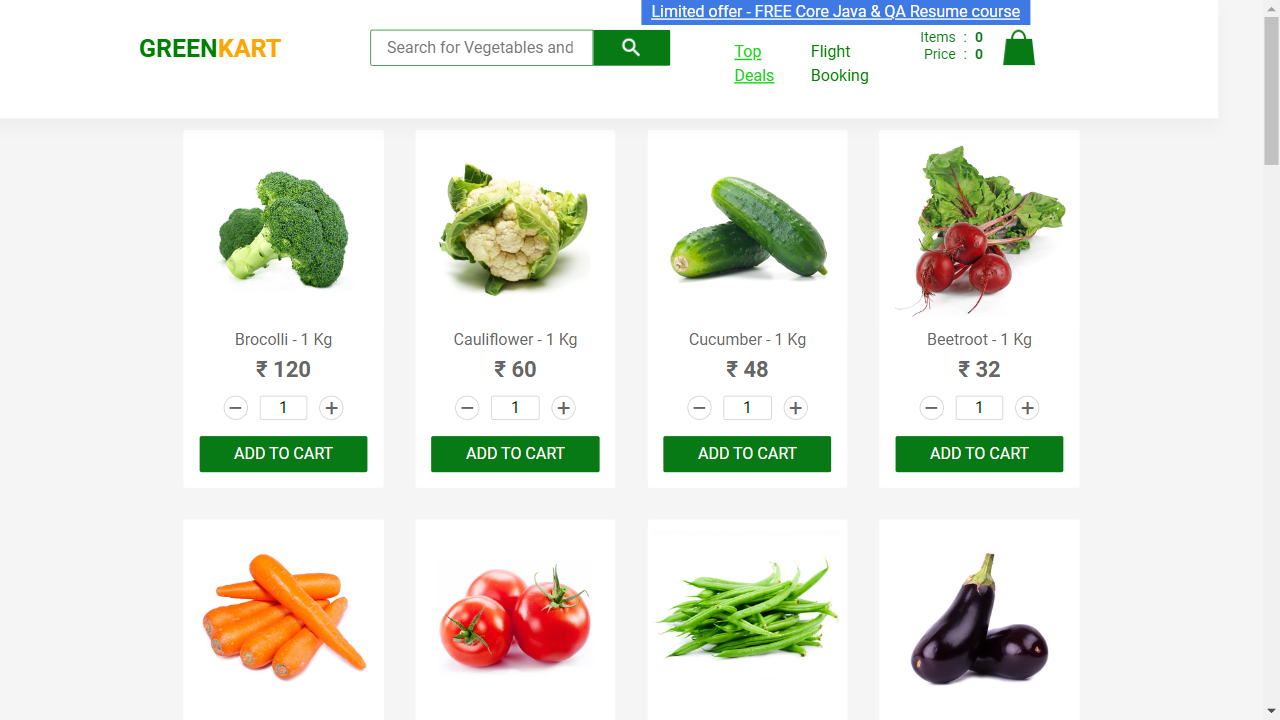 Limited offer - FREE Core Java & QA Resume course
GREENKART
Search for Vegetables and
Top
Deals
Flight
Booking
Items : 0
Price : 0
Brocolli - 1 Kg
₹ 120
– 1 +
ADD TO CART
Cauliflower - 1 Kg
₹ 60
– 1 +
ADD TO CART
Cucumber - 1 Kg
₹ 48
– 1 +
ADD TO CART
Beetroot - 1 Kg
₹ 32
– 1 +
ADD TO CART